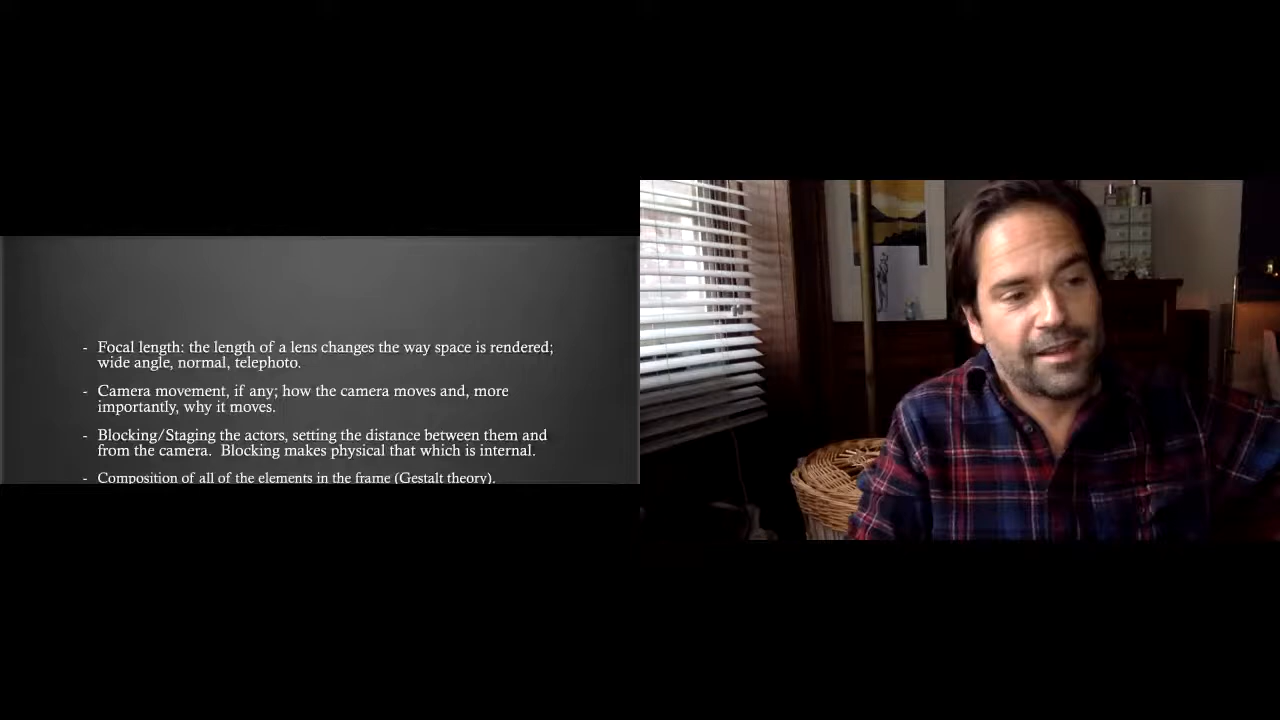 - Focal length: the length of a lens changes the way space is rendered;
wide angle, normal, telephoto.
- Camera movement, if any; how the camera moves and, more
importantly, why it moves.
- Blocking/Staging the actors, setting the distance between them and
from the camera.  Blocking makes physical that which is internal.
- Composition of all of the elements in the frame (Gestalt theory).